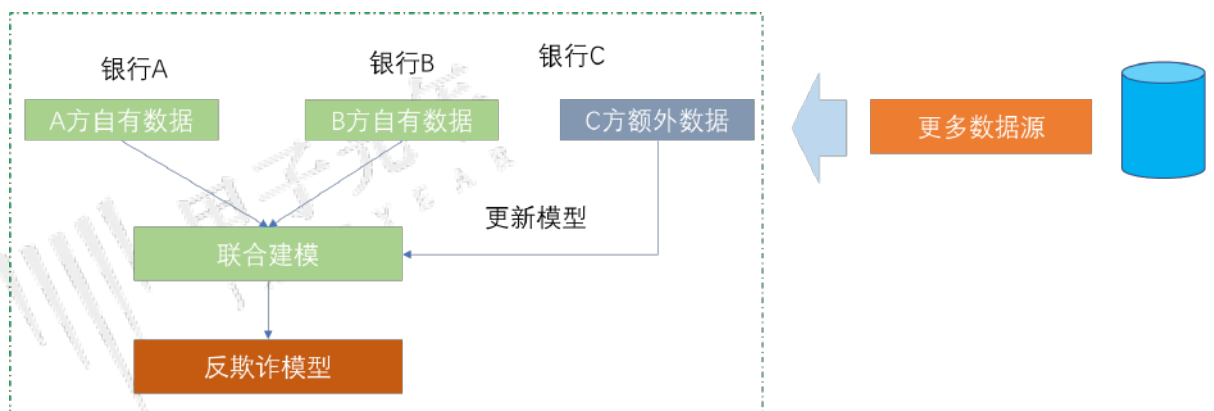 银行A
银行B
银行C
A方自有数据
B方自有数据
C方额外数据
更多数据源
更新模型
联合建模
反欺诈模型